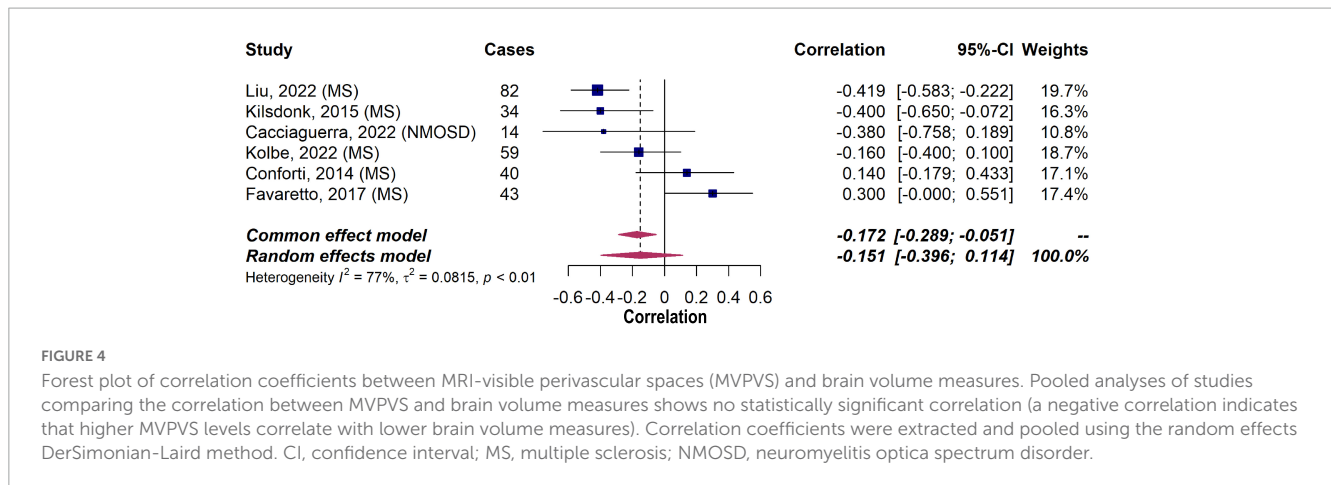 Study Cases Correlation 95%-CI Weights
Liu, 2022 (MS) 82 -0.419 [-0.583; -0.222] 19.7%
Kilsdonk, 2015 (MS) 34 -0.400 [-0.650; -0.072] 16.3%
Cacciaguerra, 2022 (NMOSD) 14 -0.380 [-0.758; 0.189] 10.8%
Kolbe, 2022 (MS) 59 -0.160 [-0.400; 0.100] 18.7%
Conforti, 2014 (MS) 40 0.140 [-0.179; 0.433] 17.1%
Favaretto, 2017 (MS) 43 0.300 [-0.000; 0.551] 17.4%
Common effect model -0.172 [-0.289; -0.051] --
Random effects model -0.151 [-0.396; 0.114] 100.0%
Heterogeneity I² = 77%, τ² = 0.0815, p < 0.01
-0.6 -0.4 -0.2 0 0.2 0.4 0.6
Correlation
FIGURE 4
Forest plot of correlation coefficients between MRI-visible perivascular spaces (MVPVS) and brain volume measures. Pooled analyses of studies
comparing the correlation between MVPVS and brain volume measures shows no statistically significant correlation (a negative correlation indicates
that higher MVPVS levels correlate with lower brain volume measures). Correlation coefficients were extracted and pooled using the random effects
DerSimonian-Laird method. CI, confidence interval; MS, multiple sclerosis; NMOSD, neuromyelitis optica spectrum disorder.